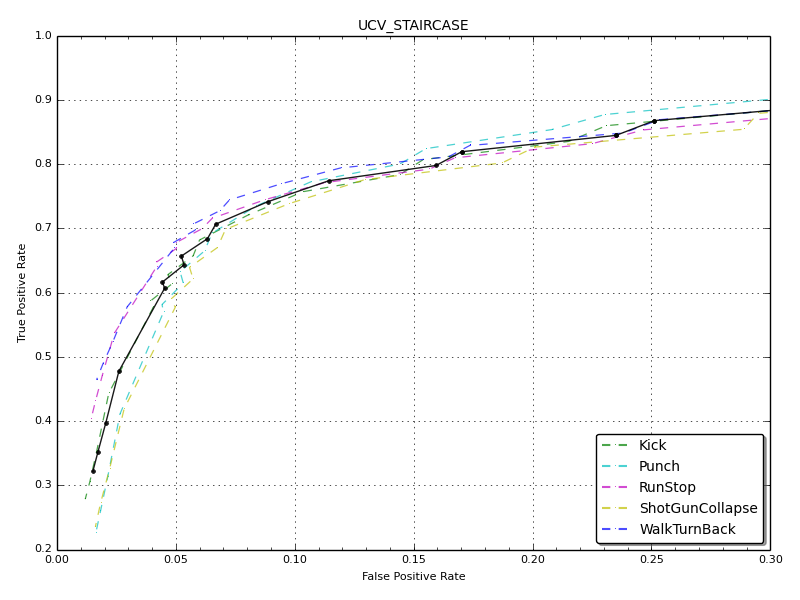 UCV_STAIRCASE
1.0
0.9
0.8
0.7
0.6
0.5
0.4
0.3
0.2
True Positive Rate
Kick
Punch
RunStop
ShotGunCollapse
WalkTurnBack
0.00 0.05 0.10 0.15 0.20 0.25 0.30
False Positive Rate